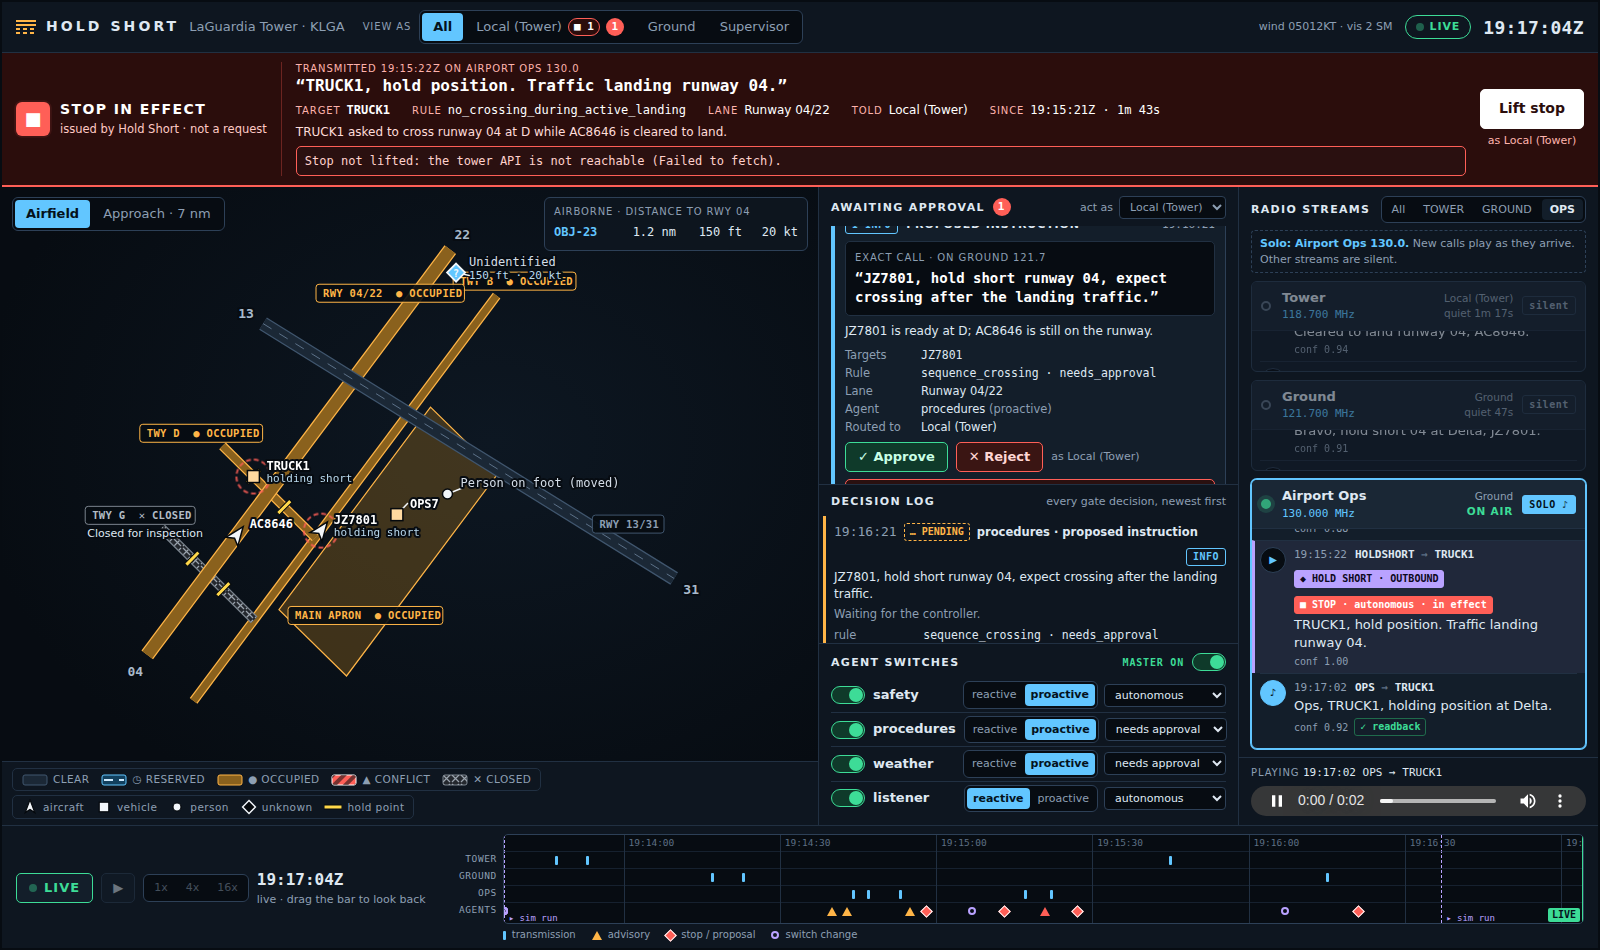 HOLD SHORT LaGuardia Tower · KLGA VIEW AS All Local (Tower) ■ 1 1 Ground Supervisor wind 05012KT · vis 2 SM LIVE 19:17:04Z
STOP IN EFFECT
issued by Hold Short · not a request
TRANSMITTED 19:15:22Z ON AIRPORT OPS 130.0
“TRUCK1, hold position. Traffic landing runway 04.”
TARGET TRUCK1 RULE no_crossing_during_active_landing LANE Runway 04/22 TOLD Local (Tower) SINCE 19:15:21Z · 1m 43s
TRUCK1 asked to cross runway 04 at D while AC8646 is cleared to land.
Stop not lifted: the tower API is not reachable (Failed to fetch).
Lift stop
as Local (Tower)
Airfield Approach · 7 nm
AIRBORNE · DISTANCE TO RWY 04
OBJ-23 1.2 nm 150 ft 20 kt
22
Unidentified
150 ft · 20 kt
TWY B ● OCCUPIED
RWY 04/22 ● OCCUPIED
13
TWY D ● OCCUPIED
TRUCK1
holding short
Person on foot (moved)
OPS7
TWY G × CLOSED
Closed for inspection
AC8646
JZ7801
holding short
RWY 13/31
31
MAIN APRON ● OCCUPIED
04
CLEAR ◷ RESERVED ● OCCUPIED ▲ CONFLICT × CLOSED
aircraft vehicle person unknown hold point
AWAITING APPROVAL 1 act as Local (Tower)
EXACT CALL · ON GROUND 121.7
“JZ7801, hold short runway 04, expect
crossing after the landing traffic.”
JZ7801 is ready at D; AC8646 is still on the runway.
Targets JZ7801
Rule sequence_crossing · needs_approval
Lane Runway 04/22
Agent procedures (proactive)
Routed to Local (Tower)
✓ Approve ✕ Reject as Local (Tower)
DECISION LOG every gate decision, newest first
19:16:21 … PENDING procedures · proposed instruction
INFO
JZ7801, hold short runway 04, expect crossing after the landing
traffic.
Waiting for the controller.
rule sequence_crossing · needs_approval
AGENT SWITCHES MASTER ON
safety reactive proactive autonomous
procedures reactive proactive needs approval
weather reactive proactive needs approval
listener reactive proactive autonomous
RADIO STREAMS All TOWER GROUND OPS
Solo: Airport Ops 130.0. New calls play as they arrive.
Other streams are silent.
Tower Local (Tower) silent
118.700 MHz quiet 1m 17s
Cleared to land runway 04, AC8646.
conf 0.94
Ground Ground silent
121.700 MHz quiet 47s
Bravo, hold short 04 at Delta, JZ7801.
conf 0.91
Airport Ops Ground SOLO ♪
130.000 MHz ON AIR
19:15:22 HOLDSHORT → TRUCK1
◆ HOLD SHORT · OUTBOUND
■ STOP · autonomous · in effect
TRUCK1, hold position. Traffic landing
runway 04.
conf 1.00
19:17:02 OPS → TRUCK1
Ops, TRUCK1, holding position at Delta.
conf 0.92 ✓ readback
PLAYING 19:17:02 OPS → TRUCK1
0:00 / 0:02
LIVE ▶ 1x 4x 16x 19:17:04Z
live · drag the bar to look back
19:14:00 19:14:30 19:15:00 19:15:30 19:16:00 19:16:30 19:
TOWER
GROUND
OPS
AGENTS
▸ sim run ▸ sim run LIVE
transmission advisory stop / proposal switch change